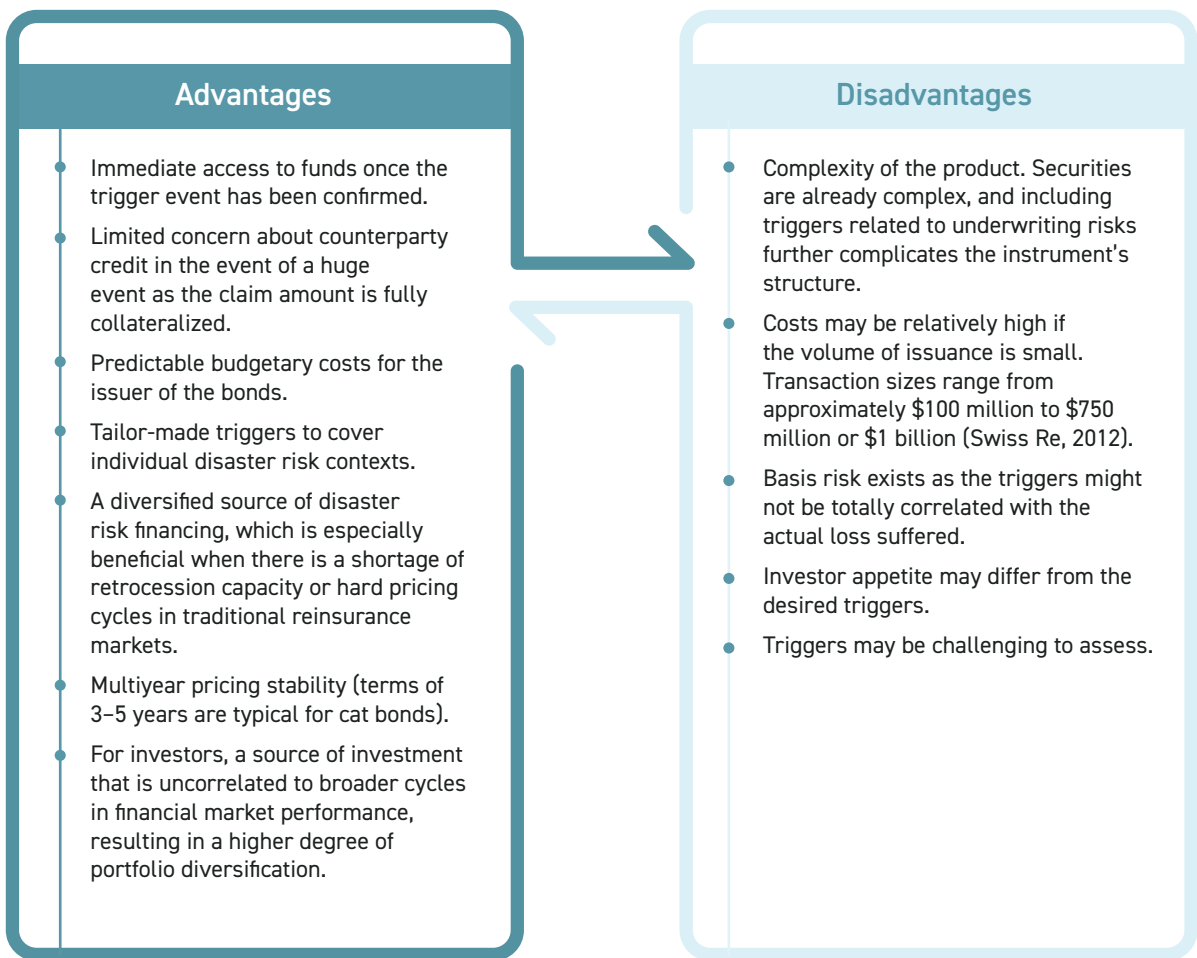 Advantages
Immediate access to funds once the
trigger event has been confirmed.
Limited concern about counterparty
credit in the event of a huge
event as the claim amount is fully
collateralized.
Predictable budgetary costs for the
issuer of the bonds.
Tailor-made triggers to cover
individual disaster risk contexts.
A diversified source of disaster
risk financing, which is especially
beneficial when there is a shortage of
retrocession capacity or hard pricing
cycles in traditional reinsurance
markets.
Multiyear pricing stability (terms of
3–5 years are typical for cat bonds).
For investors, a source of investment
that is uncorrelated to broader cycles
in financial market performance,
resulting in a higher degree of
portfolio diversification.
Disadvantages
Complexity of the product. Securities
are already complex, and including
triggers related to underwriting risks
further complicates the instrument's
structure.
Costs may be relatively high if
the volume of issuance is small.
Transaction sizes range from
approximately $100 million to $750
million or $1 billion (Swiss Re, 2012).
Basis risk exists as the triggers might
not be totally correlated with the
actual loss suffered.
Investor appetite may differ from the
desired triggers.
Triggers may be challenging to assess.